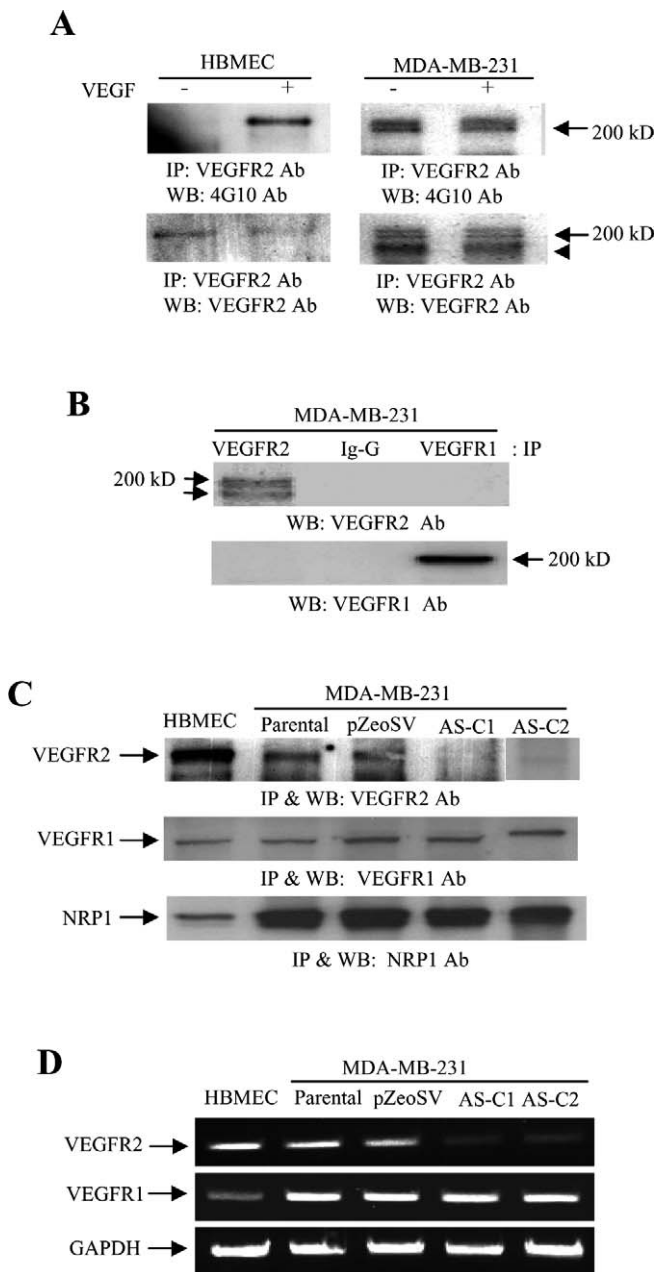 A
HBMEC MDA-MB-231
VEGF - + - +
200 kD
IP: VEGFR2 Ab IP: VEGFR2 Ab
WB: 4G10 Ab WB: 4G10 Ab
200 kD
IP: VEGFR2 Ab IP: VEGFR2 Ab
WB: VEGFR2 Ab WB: VEGFR2 Ab
B
MDA-MB-231
VEGFR2 Ig-G VEGFR1 : IP
200 kD
WB: VEGFR2 Ab
200 kD
WB: VEGFR1 Ab
C
MDA-MB-231
HBMEC Parental pZeoSV AS-C1 AS-C2
VEGFR2
IP & WB: VEGFR2 Ab
VEGFR1
IP & WB: VEGFR1 Ab
NRP1
IP & WB: NRP1 Ab
D
MDA-MB-231
HBMEC Parental pZeoSV AS-C1 AS-C2
VEGFR2
VEGFR1
GAPDH